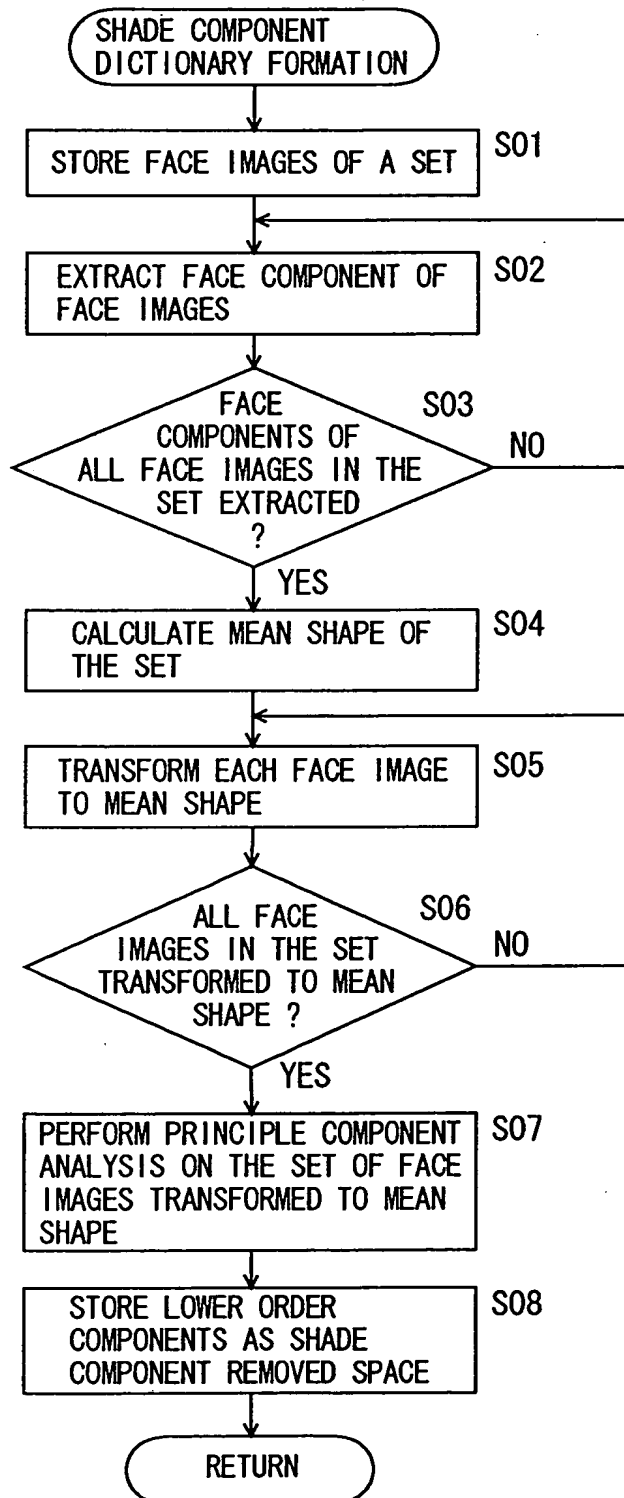 SHADE COMPONENT
DICTIONARY FORMATION
S01
STORE FACE IMAGES OF A SET
S02
EXTRACT FACE COMPONENT OF
FACE IMAGES
S03
FACE
COMPONENTS OF
ALL FACE IMAGES IN THE
SET EXTRACTED
?
NO
YES
S04
CALCULATE MEAN SHAPE OF
THE SET
S05
TRANSFORM EACH FACE IMAGE
TO MEAN SHAPE
S06
ALL FACE
IMAGES IN THE SET
TRANSFORMED TO MEAN
SHAPE ?
NO
YES
S07
PERFORM PRINCIPLE COMPONENT
ANALYSIS ON THE SET OF FACE
IMAGES TRANSFORMED TO MEAN
SHAPE
S08
STORE LOWER ORDER
COMPONENTS AS SHADE
COMPONENT REMOVED SPACE
RETURN